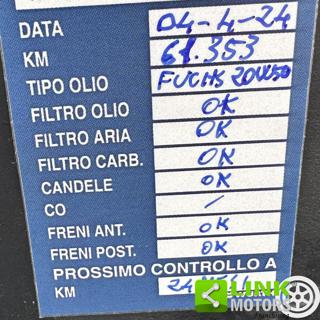 DATA 04-4-24
KM 61.353
TIPO OLIO FUCHS 20W50
FILTRO OLIO OK
FILTRO ARIA OK
FILTRO CARB. OK
CANDELE OK
CO /
FRENI ANT. OK
FRENI POST. OK
PROSSIMO CONTROLLO A
KM
LINK
MOTORS